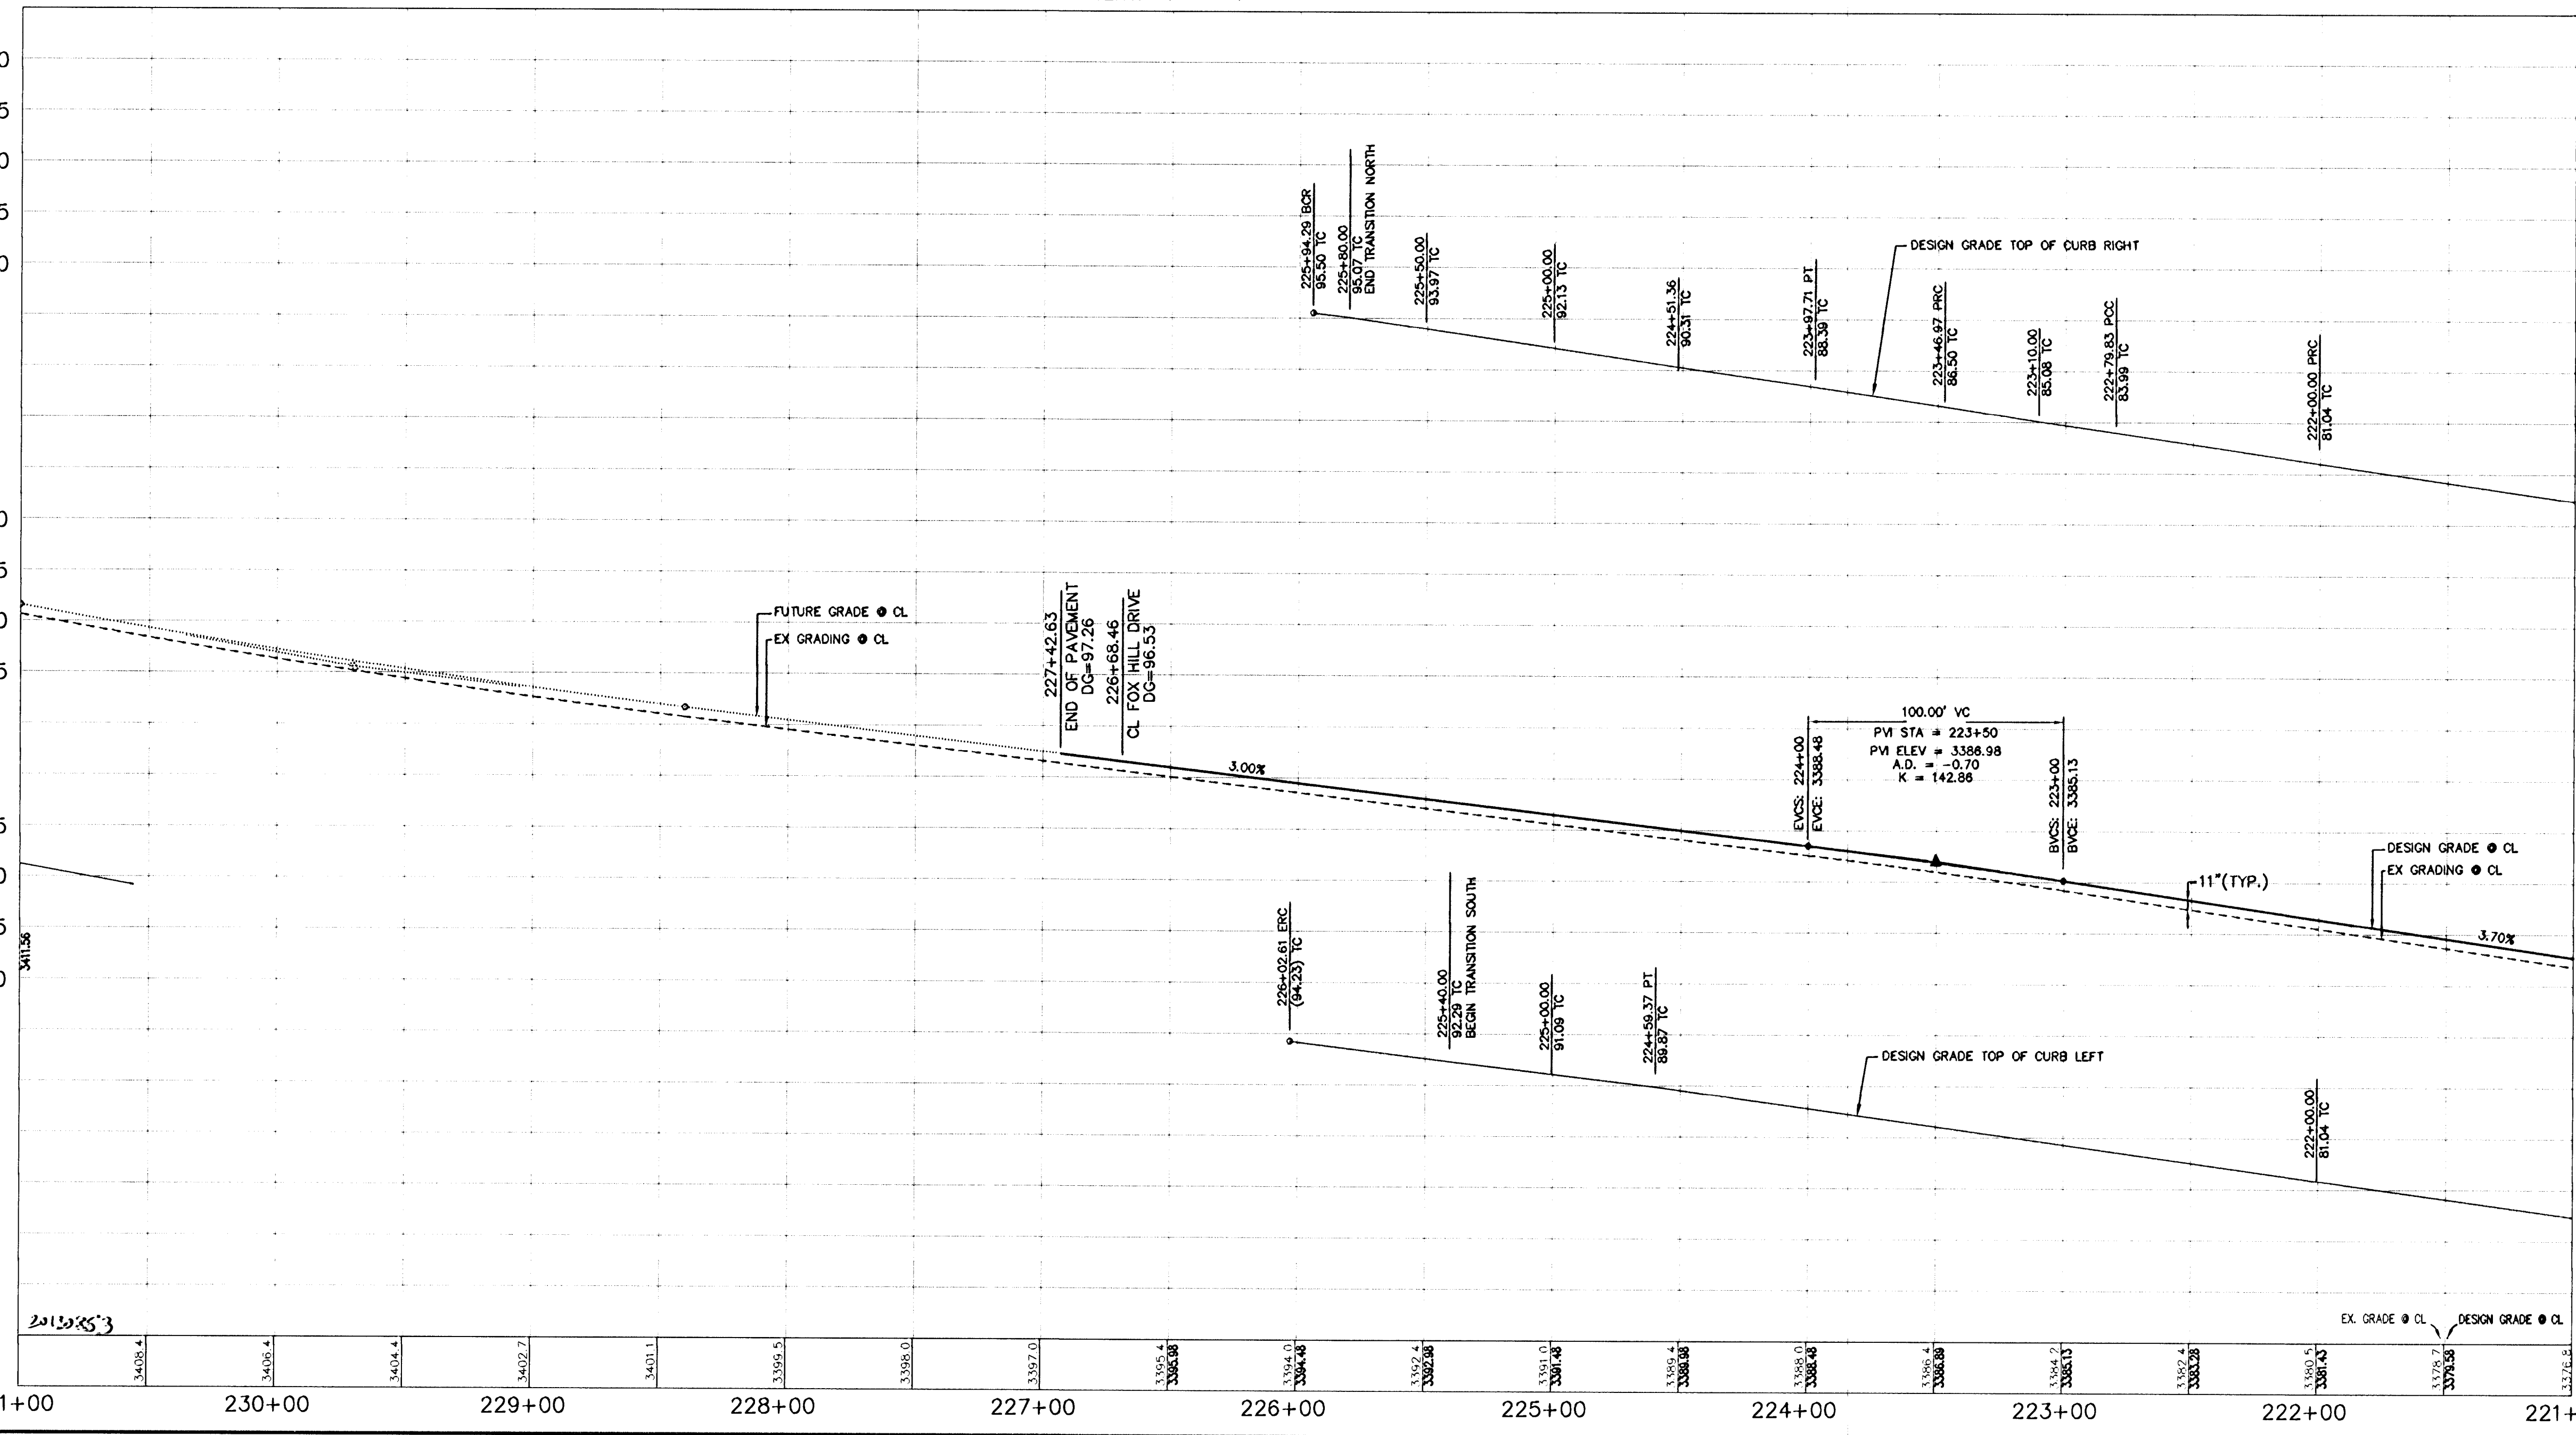 225+94.29 BCR
95.50 TC
225+80.00
95.07 TC
END TRANSITION NORTH
225+50.00
93.97 TC
225+00.00
92.13 TC
224+51.36
90.31 TC
223+97.71 PT
88.39 TC
223+46.97 PRC
86.50 TC
223+10.00
85.08 TC
222+79.83 PCC
83.99 TC
222+00.00 PRC
81.04 TC
DESIGN GRADE TOP OF CURB RIGHT
FUTURE GRADE @ CL
EX GRADING @ CL
227+42.63
END OF PAVEMENT
DG=97.26
226+68.46
CL FOX HILL DRIVE
DG=96.53
3.00%
100.00' VC
PVI STA = 223+50
PVI ELEV = 3386.98
A.D. = -0.70
K = 142.86
EVCS: 224+00
EVCE: 3388.48
BVCS: 223+00
BVCE: 3385.13
11"(TYP.)
DESIGN GRADE @ CL
EX GRADING @ CL
3.70%
3411.56
226+02.61 ERC
(94.23) TC
225+40.00
92.29 TC
BEGIN TRANSITION SOUTH
225+00.00
91.09 TC
224+59.37 PT
89.87 TC
DESIGN GRADE TOP OF CURB LEFT
222+00.00
81.04 TC
EX. GRADE @ CL
DESIGN GRADE @ CL
3408.4
3406.4
3404.4
3402.7
3401.1
3399.5
3398.0
3397.0
3395.4
3395.98
3394.0
3394.48
3392.4
3392.98
3391.0
3391.48
3389.4
3389.98
3388.0
3388.48
3386.4
3386.89
3384.2
3385.13
3382.4
3383.28
3380.5
3381.43
3378.7
3379.58
3376.8
1+00 230+00 229+00 228+00 227+00 226+00 225+00 224+00 223+00 222+00 221+